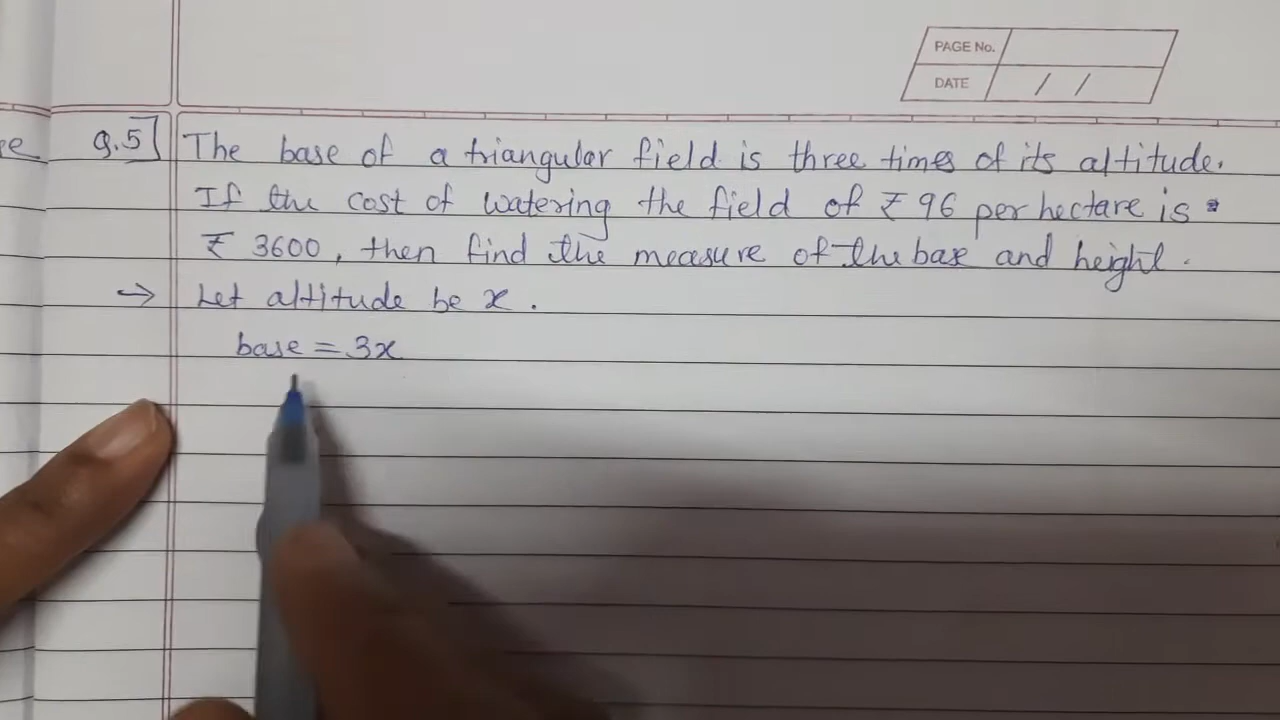 PAGE No.
DATE / /
Q.5] The base of a triangular field is three times of its altitude.
If the cost of watering the field of ₹ 96 per hectare is
₹ 3600, then find the measure of the base and height.
→ Let altitude be x.
base = 3x